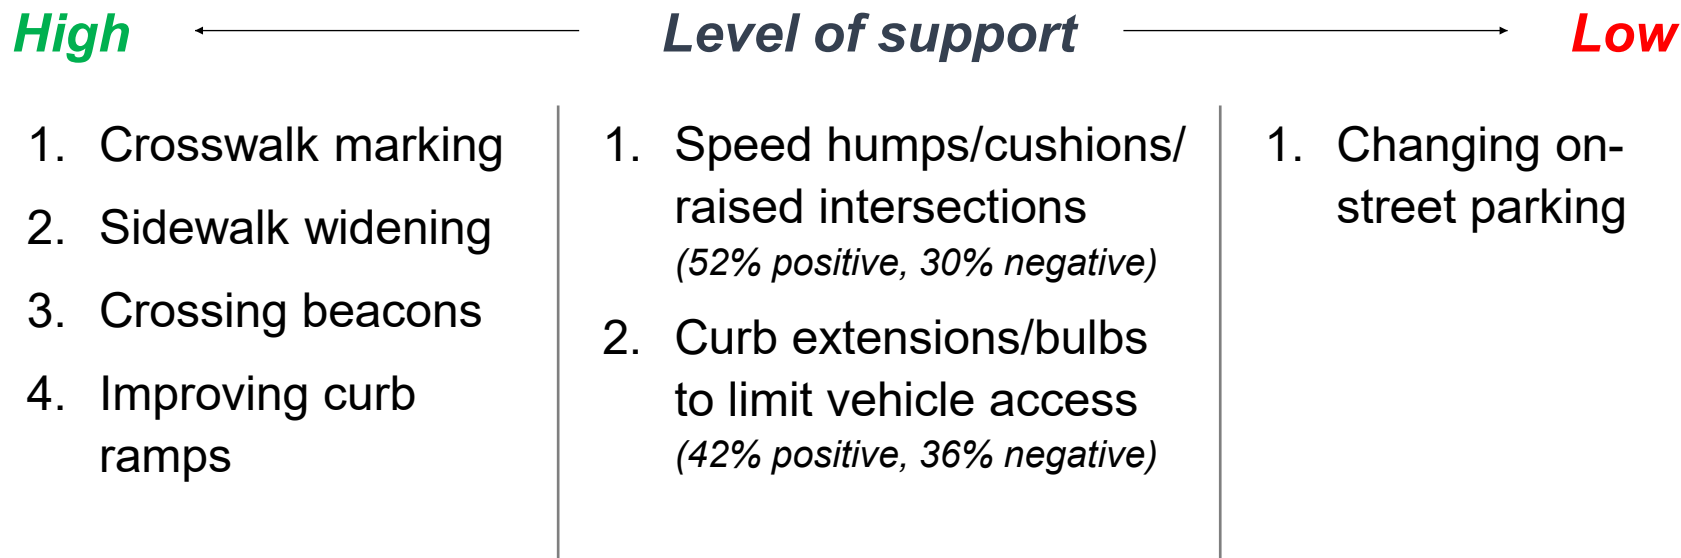 High Level of support Low
1. Crosswalk marking
2. Sidewalk widening
3. Crossing beacons
4. Improving curb
ramps
1. Speed humps/cushions/
raised intersections
(52% positive, 30% negative)
2. Curb extensions/bulbs
to limit vehicle access
(42% positive, 36% negative)
1. Changing on-
street parking